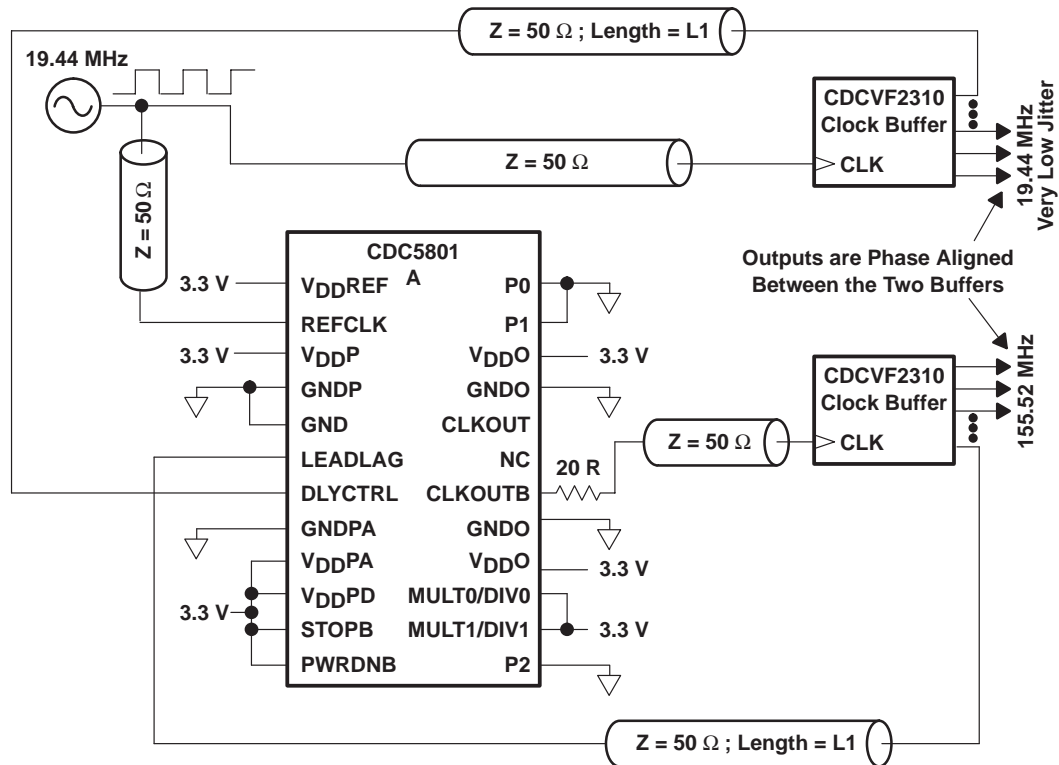 Z = 50 Ω ; Length = L1
19.44 MHz
CDCVF2310
Clock Buffer
CLK
19.44 MHz
Very Low Jitter
Z = 50 Ω
Z = 50 Ω
CDC5801
A
Outputs are Phase Aligned
Between the Two Buffers
3.3 V
VDDREF
P0
REFCLK
P1
3.3 V
VDDP
VDDO
3.3 V
GNDP
GNDO
GND
CLKOUT
LEADLAG
NC
DLYCTRL
CLKOUTB
20 R
Z = 50 Ω
CDCVF2310
Clock Buffer
CLK
155.52 MHz
GNDPA
GNDO
VDDPA
VDDO
3.3 V
VDDPD
MULT0/DIV0
3.3 V
STOPB
MULT1/DIV1
3.3 V
PWRDNB
P2
Z = 50 Ω ; Length = L1